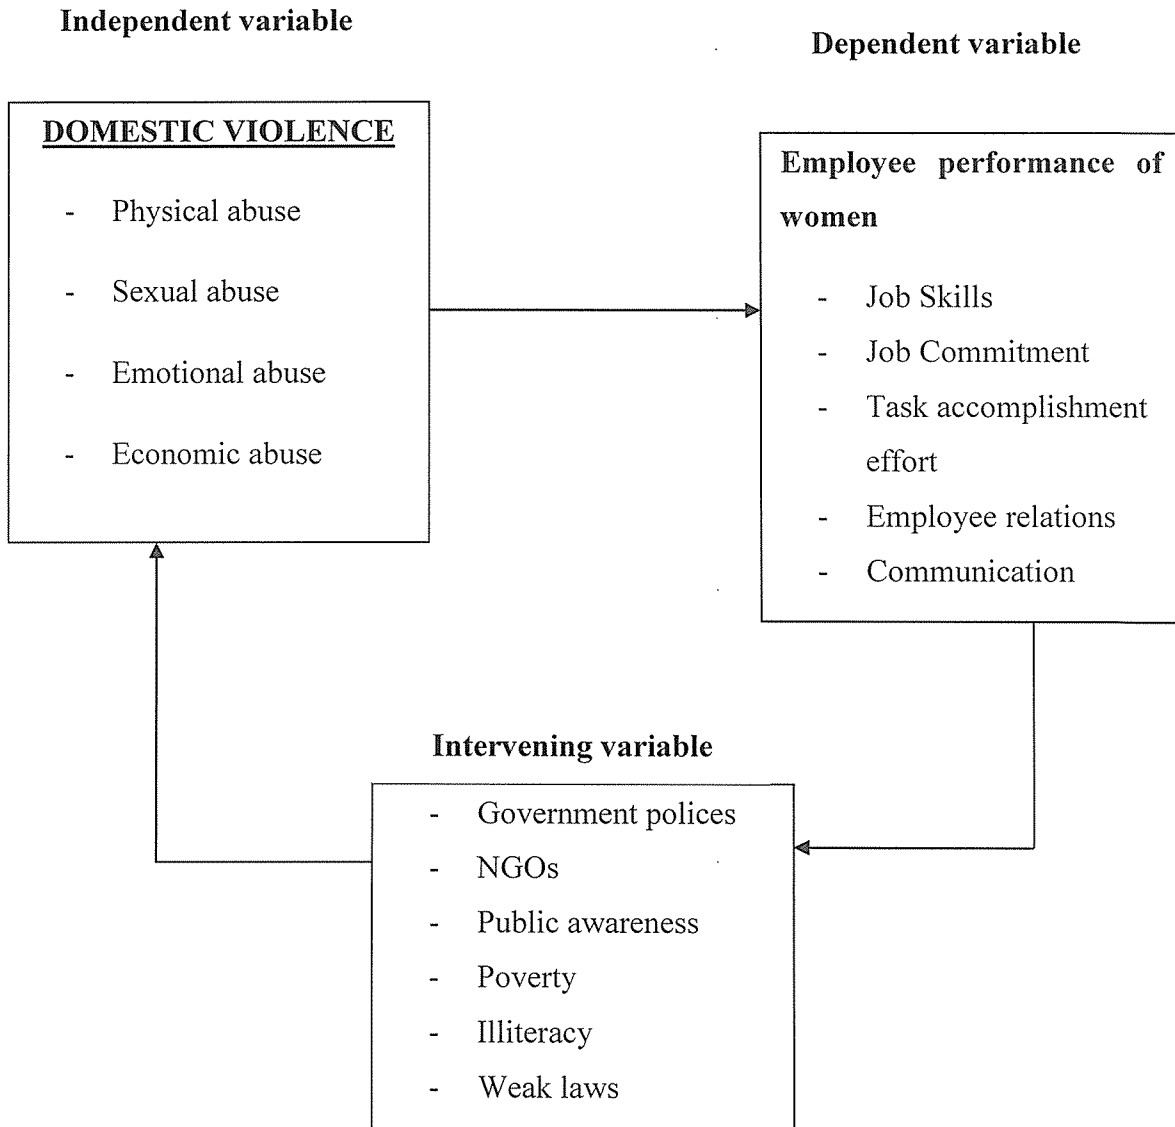 Independent variable
Dependent variable
DOMESTIC VIOLENCE
- Physical abuse
- Sexual abuse
- Emotional abuse
- Economic abuse
Employee performance of
women
- Job Skills
- Job Commitment
- Task accomplishment
effort
- Employee relations
- Communication
Intervening variable
- Government polices
- NGOs
- Public awareness
- Poverty
- Illiteracy
- Weak laws